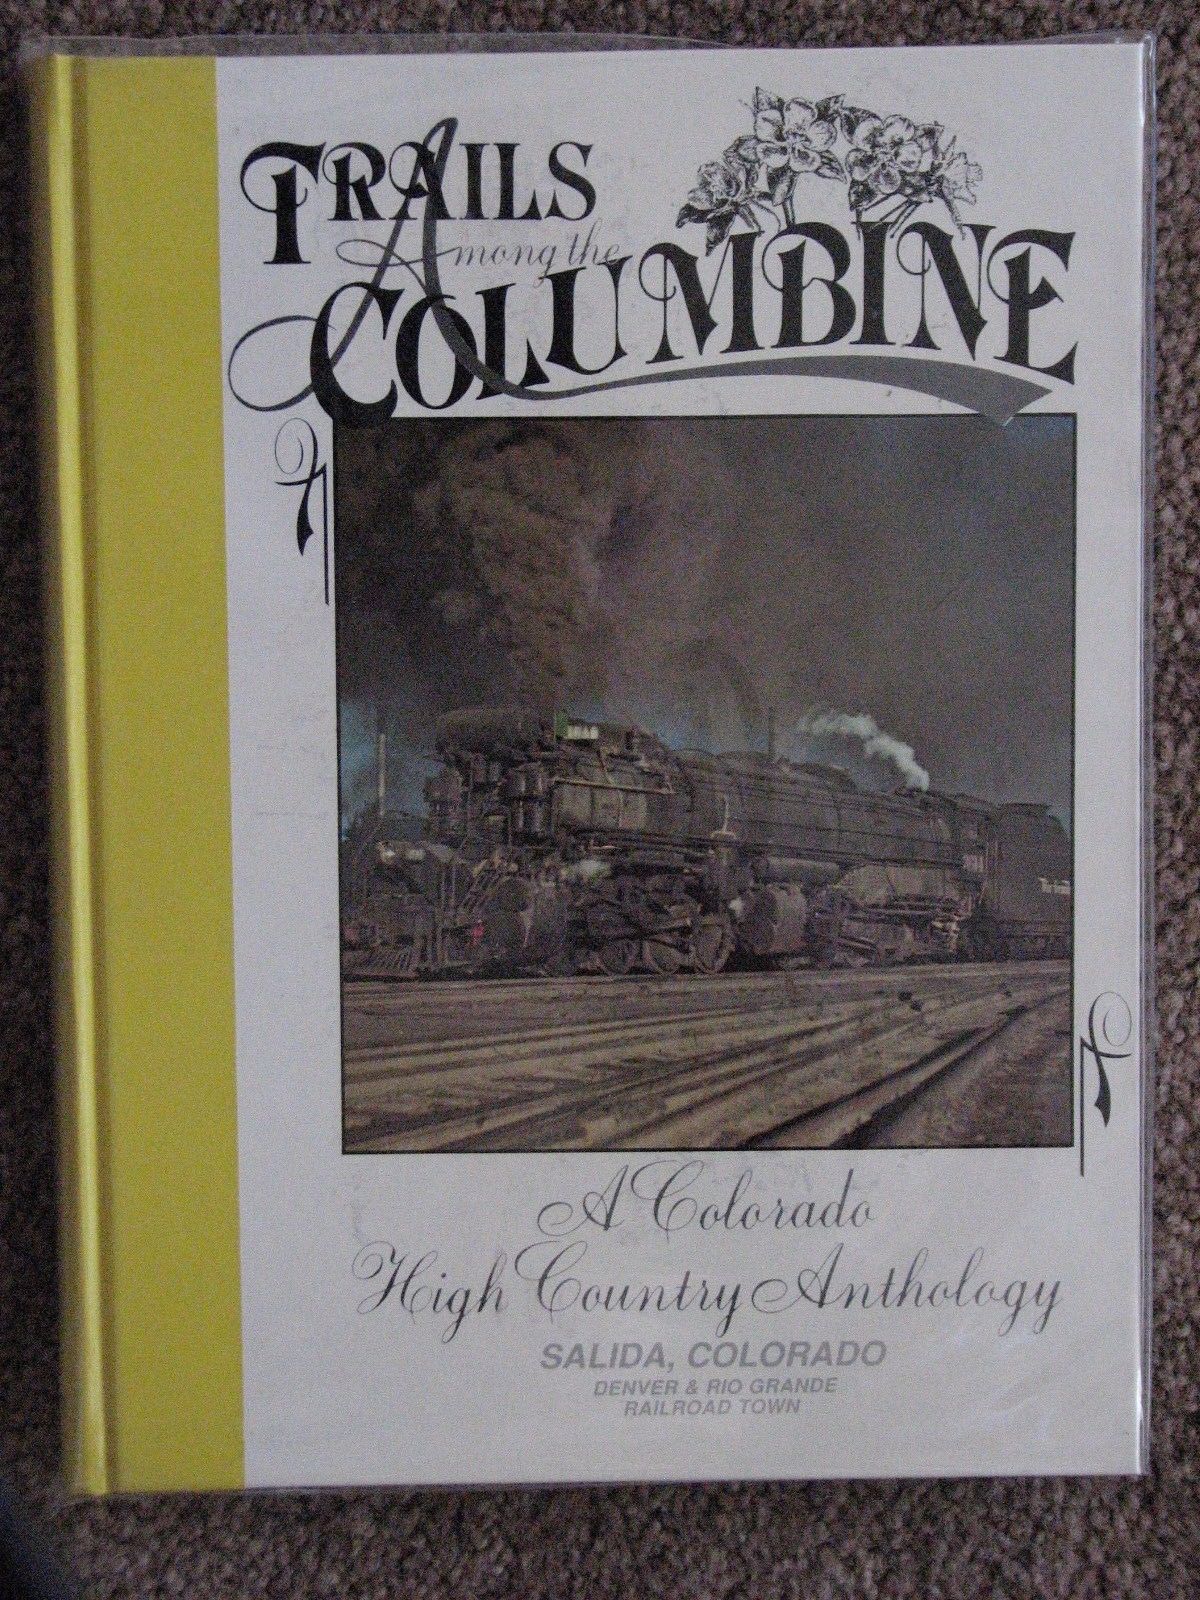 TRAILS
Among the
COLUMBINE
A Colorado
High Country Anthology
SALIDA, COLORADO
DENVER & RIO GRANDE
RAILROAD TOWN